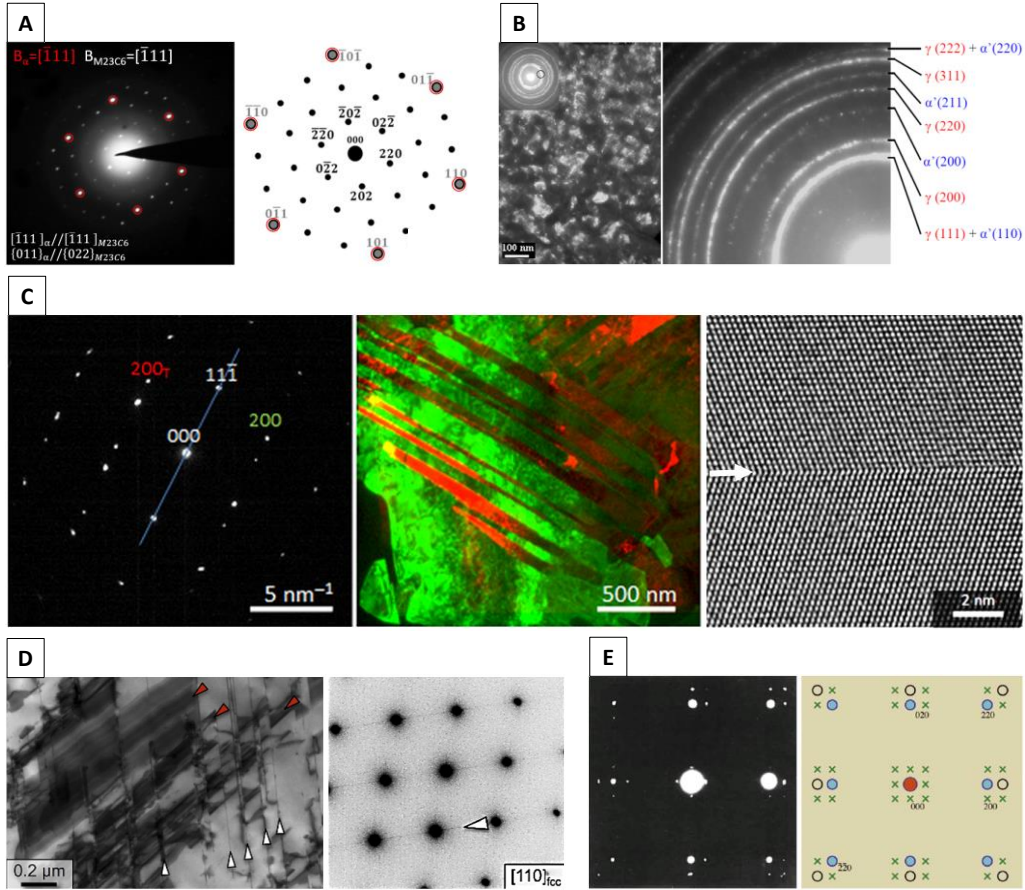 A
Bα=[1̄11] B_M23C6=[1̄11]
[1̄11]α//[1̄11]M23C6
{011}α//{022}M23C6
1̄01̄
011̄
1̄1̄0
2̄02̄
022̄
000
2̄2̄0
220
02̄2
110
202
01̄1
101
B
100 nm
γ (222) + α’(220)
γ (311)
α’(211)
γ (220)
α’(200)
γ (200)
γ (111) + α’(110)
C
200T
111̄
000
200
5 nm⁻¹
500 nm
2 nm
D
0.2 µm
[110]fcc
E
020
220
000
200
2̄2̄0